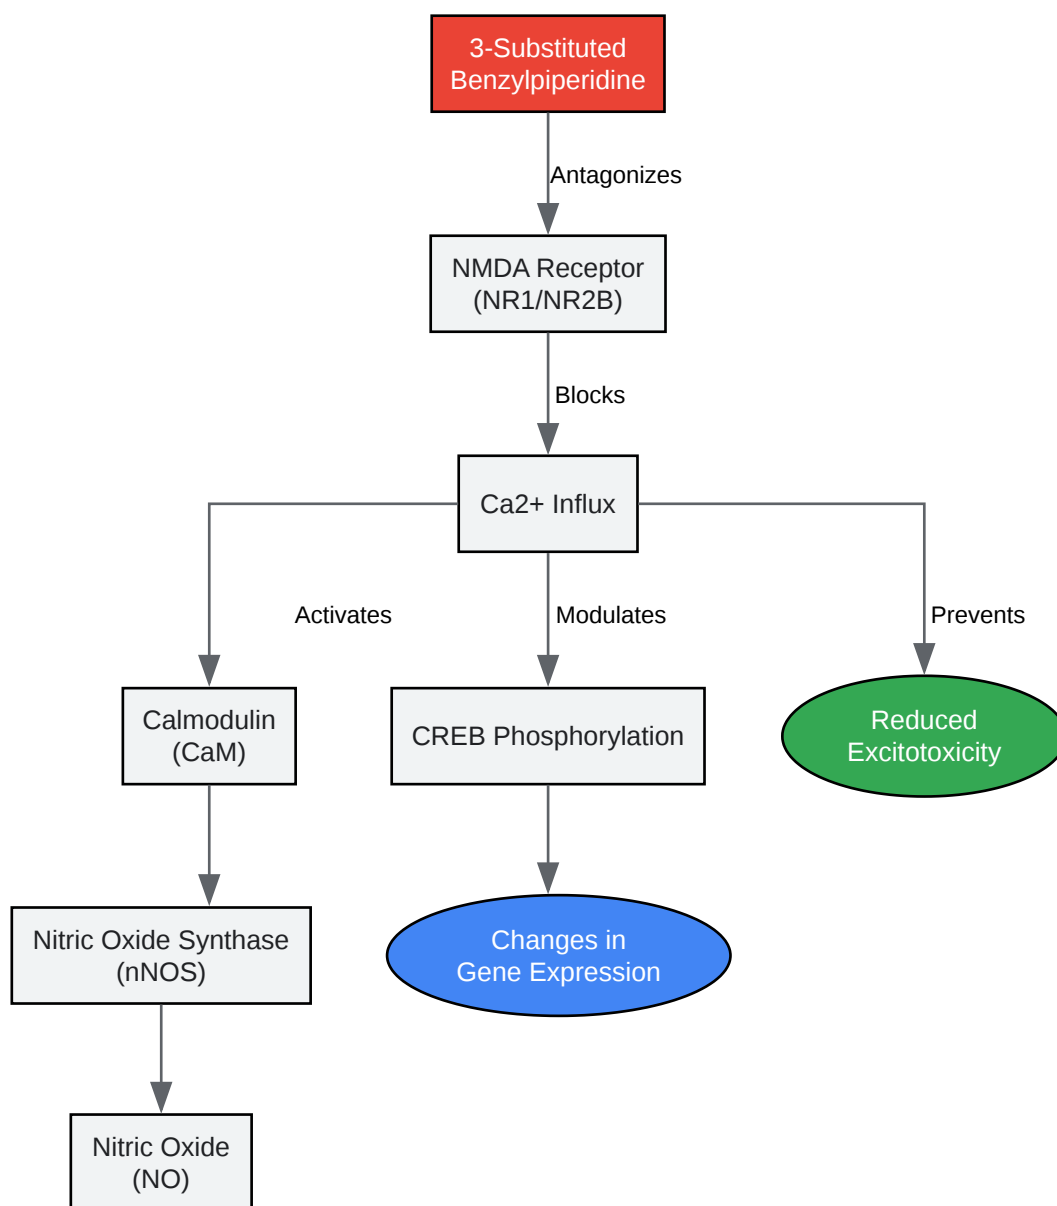 3-Substituted
Benzylpiperidine
Antagonizes
NMDA Receptor
(NR1/NR2B)
Blocks
Ca2+ Influx
Activates
Modulates
Prevents
Calmodulin
(CaM)
CREB Phosphorylation
Reduced
Excitotoxicity
Nitric Oxide Synthase
(nNOS)
Changes in
Gene Expression
Nitric Oxide
(NO)